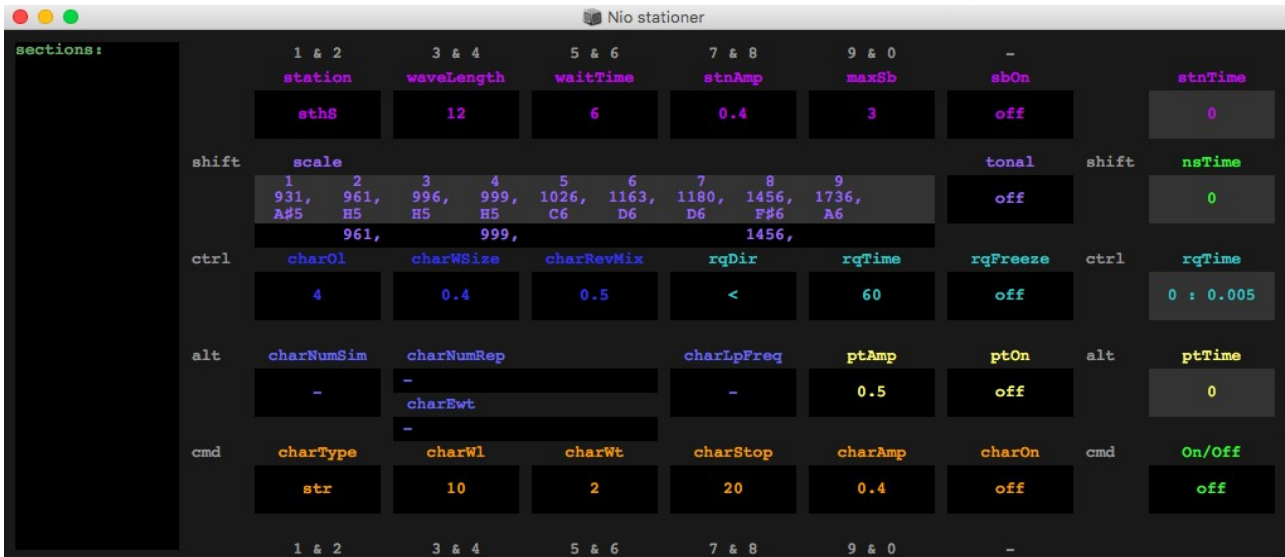 Nio stationer
sections:
1 & 2 3 & 4 5 & 6 7 & 8 9 & 0 -
station waveLength waitTime stnAmp maxSb sbOn stnTime
sthS 12 6 0.4 3 off 0
shift scale tonal shift nsTime
1 2 3 4 5 6 7 8 9
931, 961, 996, 999, 1026, 1163, 1180, 1456, 1736, off 0
A♯5 H5 H5 H5 C6 D6 D6 F♯6 A6
961, 999, 1456,
ctrl charOl charWSize charRevMix rqDir rqTime rqFreeze ctrl rqTime
4 0.4 0.5 < 60 off 0 : 0.005
alt charNumSim charNumRep charLpFreq ptAmp ptOn alt ptTime
-
- - 0.5 off 0
charEwt
-
cmd charType charWl charWt charStop charAmp charOn cmd On/Off
str 10 2 20 0.4 off off
1 & 2 3 & 4 5 & 6 7 & 8 9 & 0 -